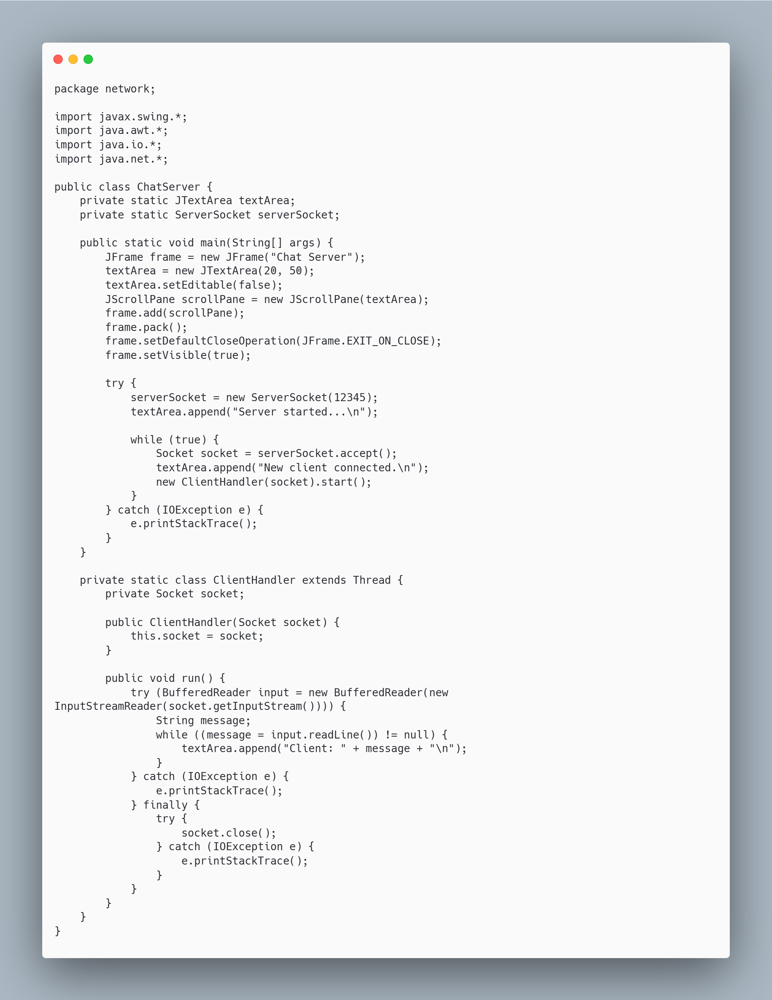 package network;

import javax.swing.*;
import java.awt.*;
import java.io.*;
import java.net.*;

public class ChatServer {
    private static JTextArea textArea;
    private static ServerSocket serverSocket;

    public static void main(String[] args) {
        JFrame frame = new JFrame("Chat Server");
        textArea = new JTextArea(20, 50);
        textArea.setEditable(false);
        JScrollPane scrollPane = new JScrollPane(textArea);
        frame.add(scrollPane);
        frame.pack();
        frame.setDefaultCloseOperation(JFrame.EXIT_ON_CLOSE);
        frame.setVisible(true);

        try {
            serverSocket = new ServerSocket(12345);
            textArea.append("Server started...\n");

            while (true) {
                Socket socket = serverSocket.accept();
                textArea.append("New client connected.\n");
                new ClientHandler(socket).start();
            }
        } catch (IOException e) {
            e.printStackTrace();
        }
    }

    private static class ClientHandler extends Thread {
        private Socket socket;

        public ClientHandler(Socket socket) {
            this.socket = socket;
        }

        public void run() {
            try (BufferedReader input = new BufferedReader(new
InputStreamReader(socket.getInputStream()))) {
                String message;
                while ((message = input.readLine()) != null) {
                    textArea.append("Client: " + message + "\n");
                }
            } catch (IOException e) {
                e.printStackTrace();
            } finally {
                try {
                    socket.close();
                } catch (IOException e) {
                    e.printStackTrace();
                }
            }
        }
    }
}